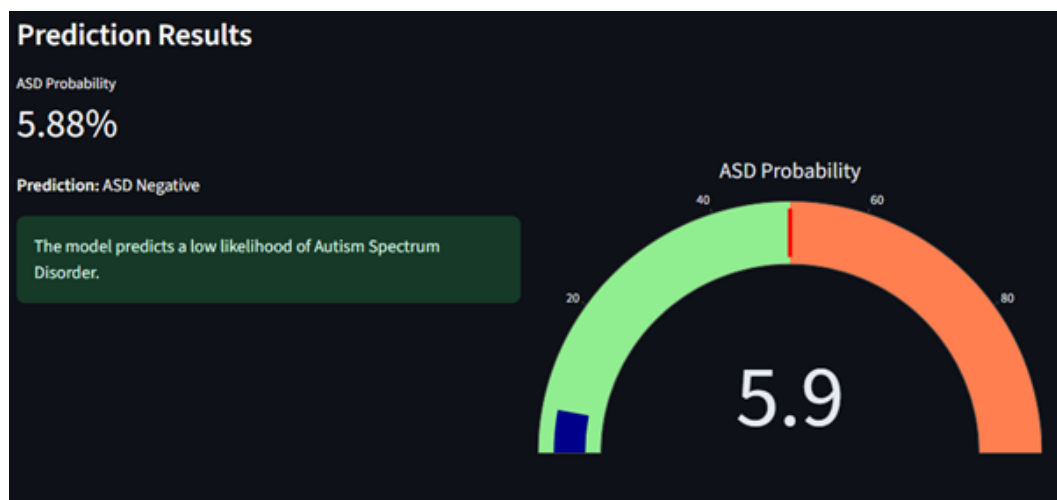 Prediction Results
ASD Probability
5.88%
Prediction: ASD Negative
The model predicts a low likelihood of Autism Spectrum
Disorder.
ASD Probability
40
60
20
80
5.9